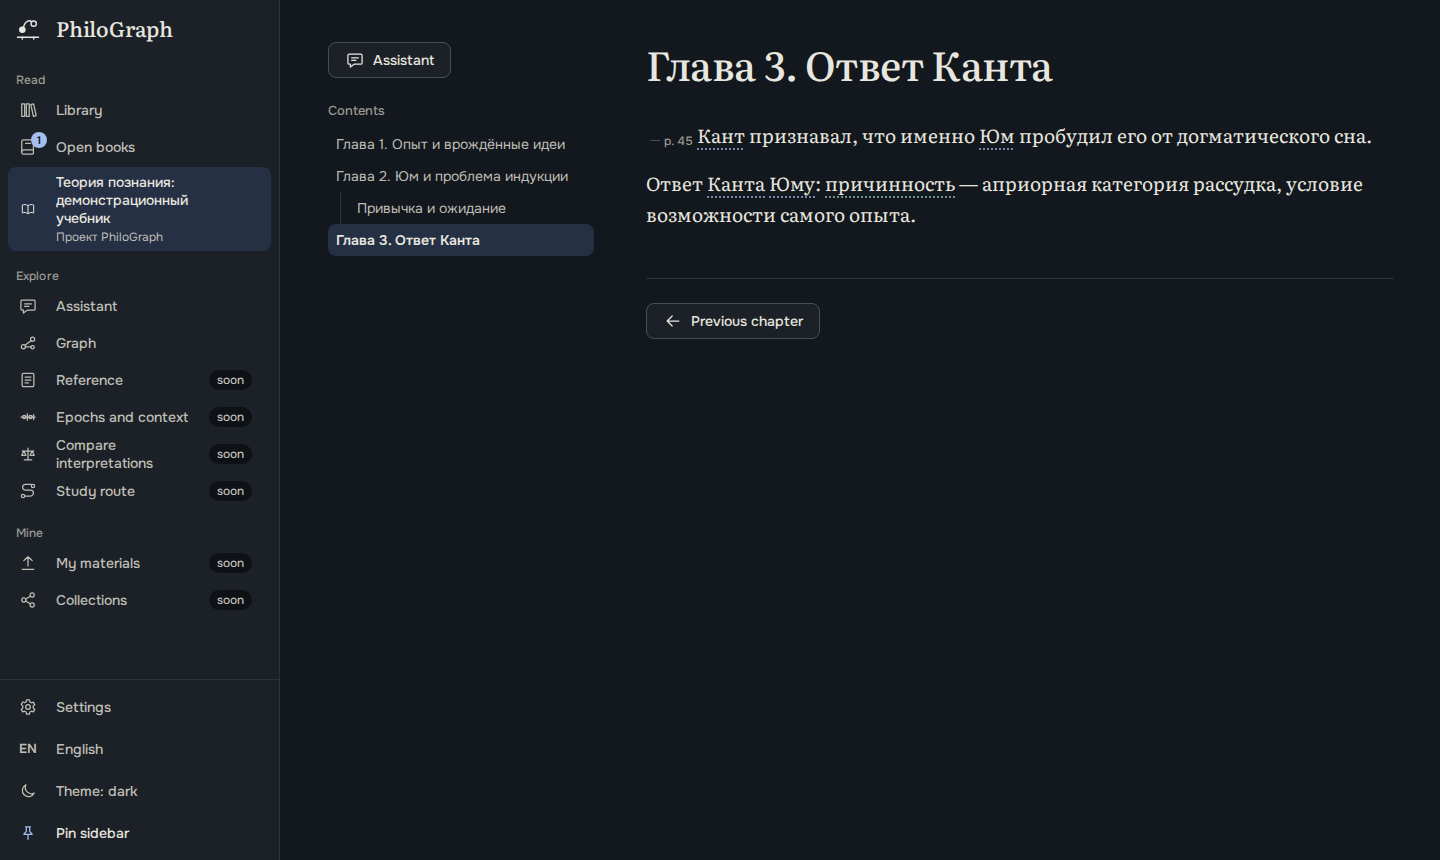 PhiloGraph
Read
Library
1
Open books
Теория познания:
демонстрационный
учебник
Проект PhiloGraph
Explore
Assistant
Graph
Reference soon
Epochs and context soon
Compare
interpretations soon
Study route soon
Mine
My materials soon
Collections soon
Settings
EN English
Theme: dark
Pin sidebar
Assistant
Contents
Глава 1. Опыт и врождённые идеи
Глава 2. Юм и проблема индукции
Привычка и ожидание
Глава 3. Ответ Канта
Глава 3. Ответ Канта
— p. 45 Кант признавал, что именно Юм пробудил его от догматического сна.
Ответ Канта Юму: причинность — априорная категория рассудка, условие
возможности самого опыта.
Previous chapter